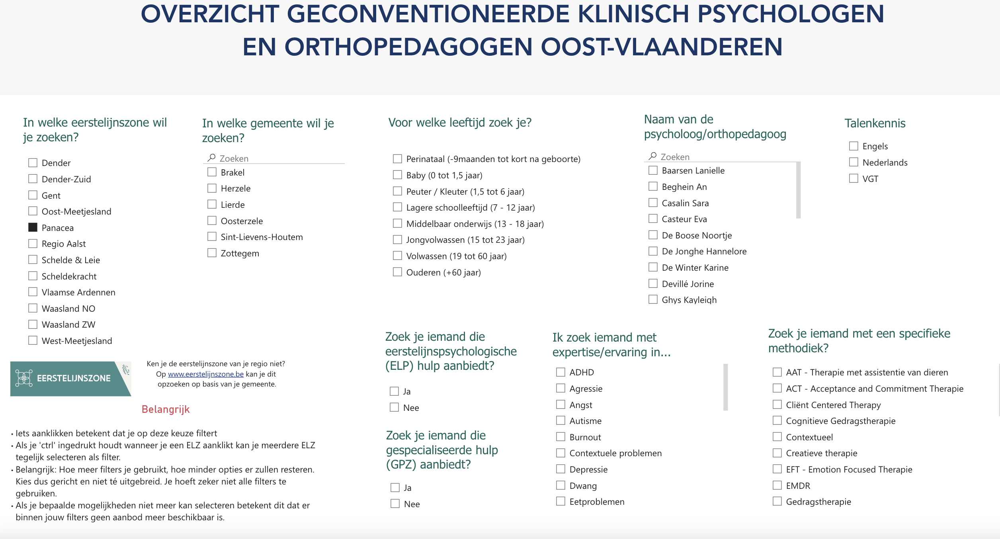 OVERZICHT GECONVENTIONEERDE KLINISCH PSYCHOLOGEN
EN ORTHOPEDAGOGEN OOST-VLAANDEREN
In welke eerstelijnszone wil
je zoeken?
Dender
Dender-Zuid
Gent
Oost-Meetjesland
Panacea
Regio Aalst
Schelde & Leie
Scheldekracht
Vlaamse Ardennen
Waasland NO
Waasland ZW
West-Meetjesland
In welke gemeente wil je
zoeken?
Zoeken
Brakel
Herzele
Lierde
Oosterzele
Sint-Lievens-Houtem
Zottegem
Voor welke leeftijd zoek je?
Perinataal (-9maanden tot kort na geboorte)
Baby (0 tot 1,5 jaar)
Peuter / Kleuter (1,5 tot 6 jaar)
Lagere schoolleeftijd (7 - 12 jaar)
Middelbaar onderwijs (13 - 18 jaar)
Jongvolwassen (15 tot 23 jaar)
Volwassen (19 tot 60 jaar)
Ouderen (+60 jaar)
Naam van de
psycholoog/orthopedagoog
Zoeken
Baarsen Lanielle
Beghein An
Casalin Sara
Casteur Eva
De Boose Noortje
De Jonghe Hannelore
De Winter Karine
Devillé Jorine
Ghys Kayleigh
Talenkennis
Engels
Nederlands
VGT
EERSTELIJNSZONE
Ken je de eerstelijnszone van je regio niet?
Op www.eerstelijnszone.be kan je dit
opzoeken op basis van je gemeente.
Belangrijk
• Iets aanklikken betekent dat je op deze keuze filtert
• Als je 'ctrl' ingedrukt houdt wanneer je een ELZ aanklikt kan je meerdere ELZ
tegelijk selecteren als filter.
• Belangrijk: Hoe meer filters je gebruikt, hoe minder opties er zullen resteren.
Kies dus gericht en niet té uitgebreid. Je hoeft zeker niet alle filters te
gebruiken.
• Als je bepaalde mogelijkheden niet meer kan selecteren betekent dit dat er
binnen jouw filters geen aanbod meer beschikbaar is.
Zoek je iemand die
eerstelijnspsychologische
(ELP) hulp aanbiedt?
Ja
Nee
Zoek je iemand die
gespecialiseerde hulp
(GPZ) aanbiedt?
Ja
Nee
Ik zoek iemand met
expertise/ervaring in...
ADHD
Agressie
Angst
Autisme
Burnout
Contextuele problemen
Depressie
Dwang
Eetproblemen
Zoek je iemand met een specifieke
methodiek?
AAT - Therapie met assistentie van dieren
ACT - Acceptance and Commitment Therapie
Cliënt Centered Therapy
Cognitieve Gedragstherapie
Contextueel
Creatieve therapie
EFT - Emotion Focused Therapie
EMDR
Gedragstherapie